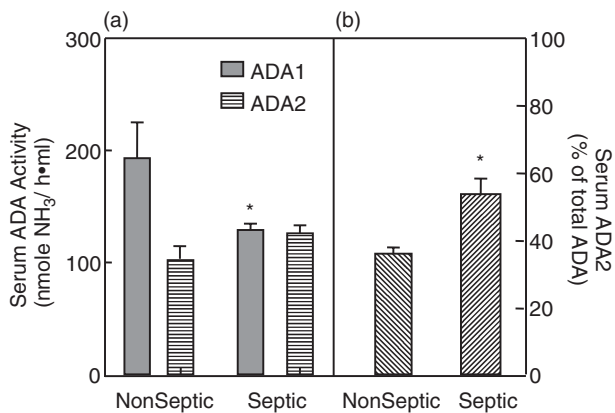 (a)
(b)
300
200
100
0
Serum ADA Activity
(nmole NH3/ h•ml)
ADA1
ADA2
*
*
100
80
60
40
20
0
Serum ADA2
(% of total ADA)
NonSeptic Septic NonSeptic Septic